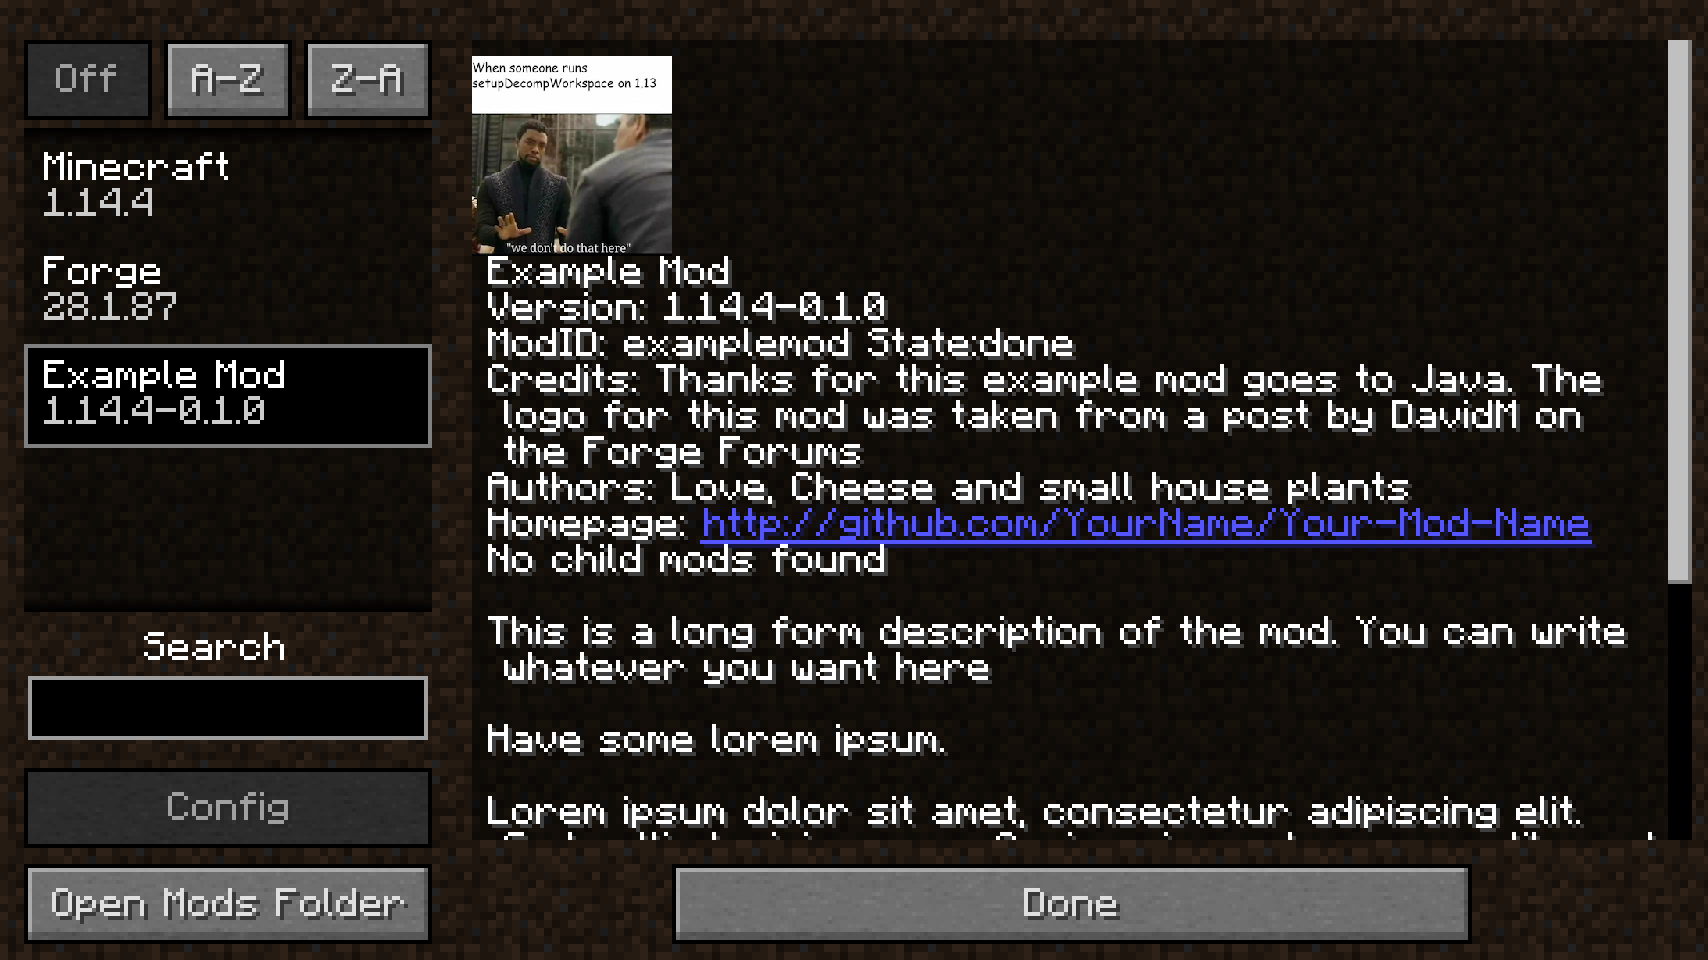 Off
A-Z
Z-A
Minecraft
1.14.4
Forge
28.1.87
Example Mod
1.14.4-0.1.0
Search
Config
Open Mods Folder
When someone runs
setupDecompWorkspace on 1.13
"we don't do that here"
Example Mod
Version: 1.14.4-0.1.0
ModID: examplemod State:done
Credits: Thanks for this example mod goes to Java. The
logo for this mod was taken from a post by DavidM on
the Forge Forums
Authors: Love, Cheese and small house plants
Homepage: http://github.com/YourName/Your-Mod-Name
No child mods found
This is a long form description of the mod. You can write
whatever you want here
Have some lorem ipsum.
Lorem ipsum dolor sit amet, consectetur adipiscing elit.
Done